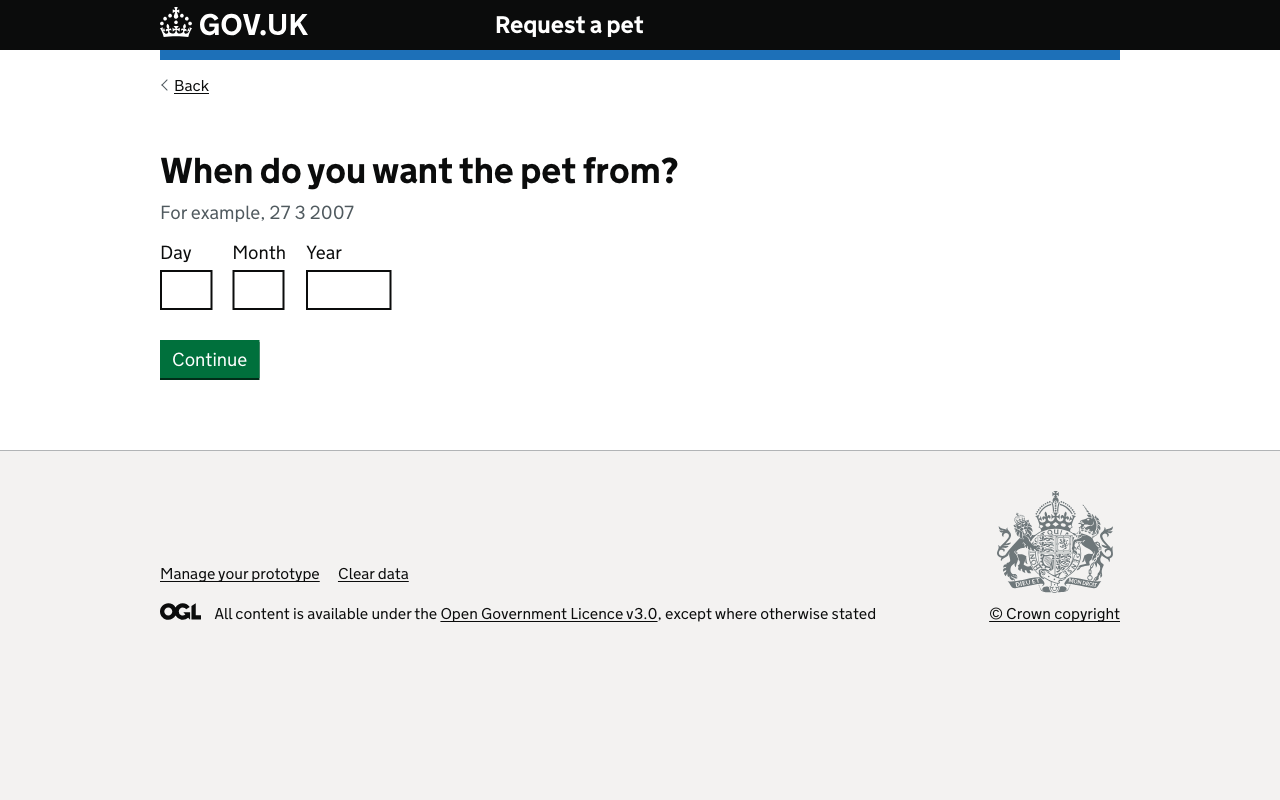 GOV.UK
Request a pet
Back
When do you want the pet from?
For example, 27 3 2007
Day Month Year
Continue
Manage your prototype Clear data
OGL All content is available under the Open Government Licence v3.0, except where otherwise stated
© Crown copyright